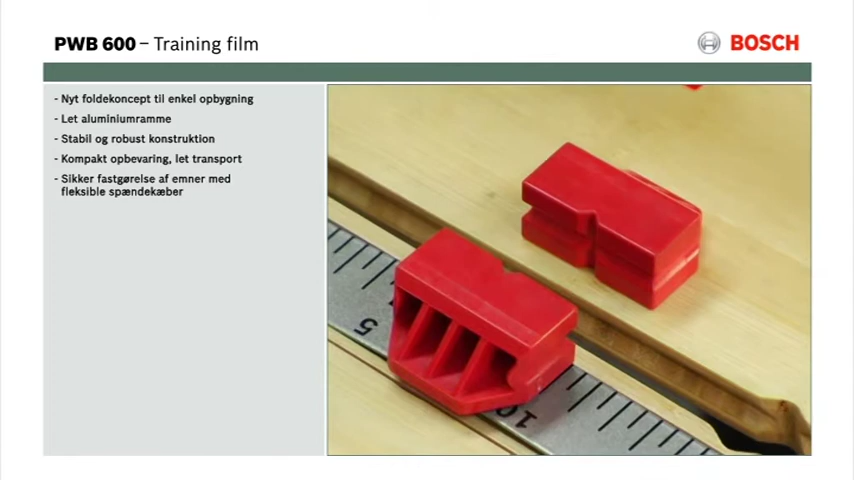 PWB 600 – Training film
BOSCH
- Nyt foldekoncept til enkel opbygning
- Let aluminiumramme
- Stabil og robust konstruktion
- Kompakt opbevaring, let transport
- Sikker fastgørelse af emner med
fleksible spændekæber
5
10